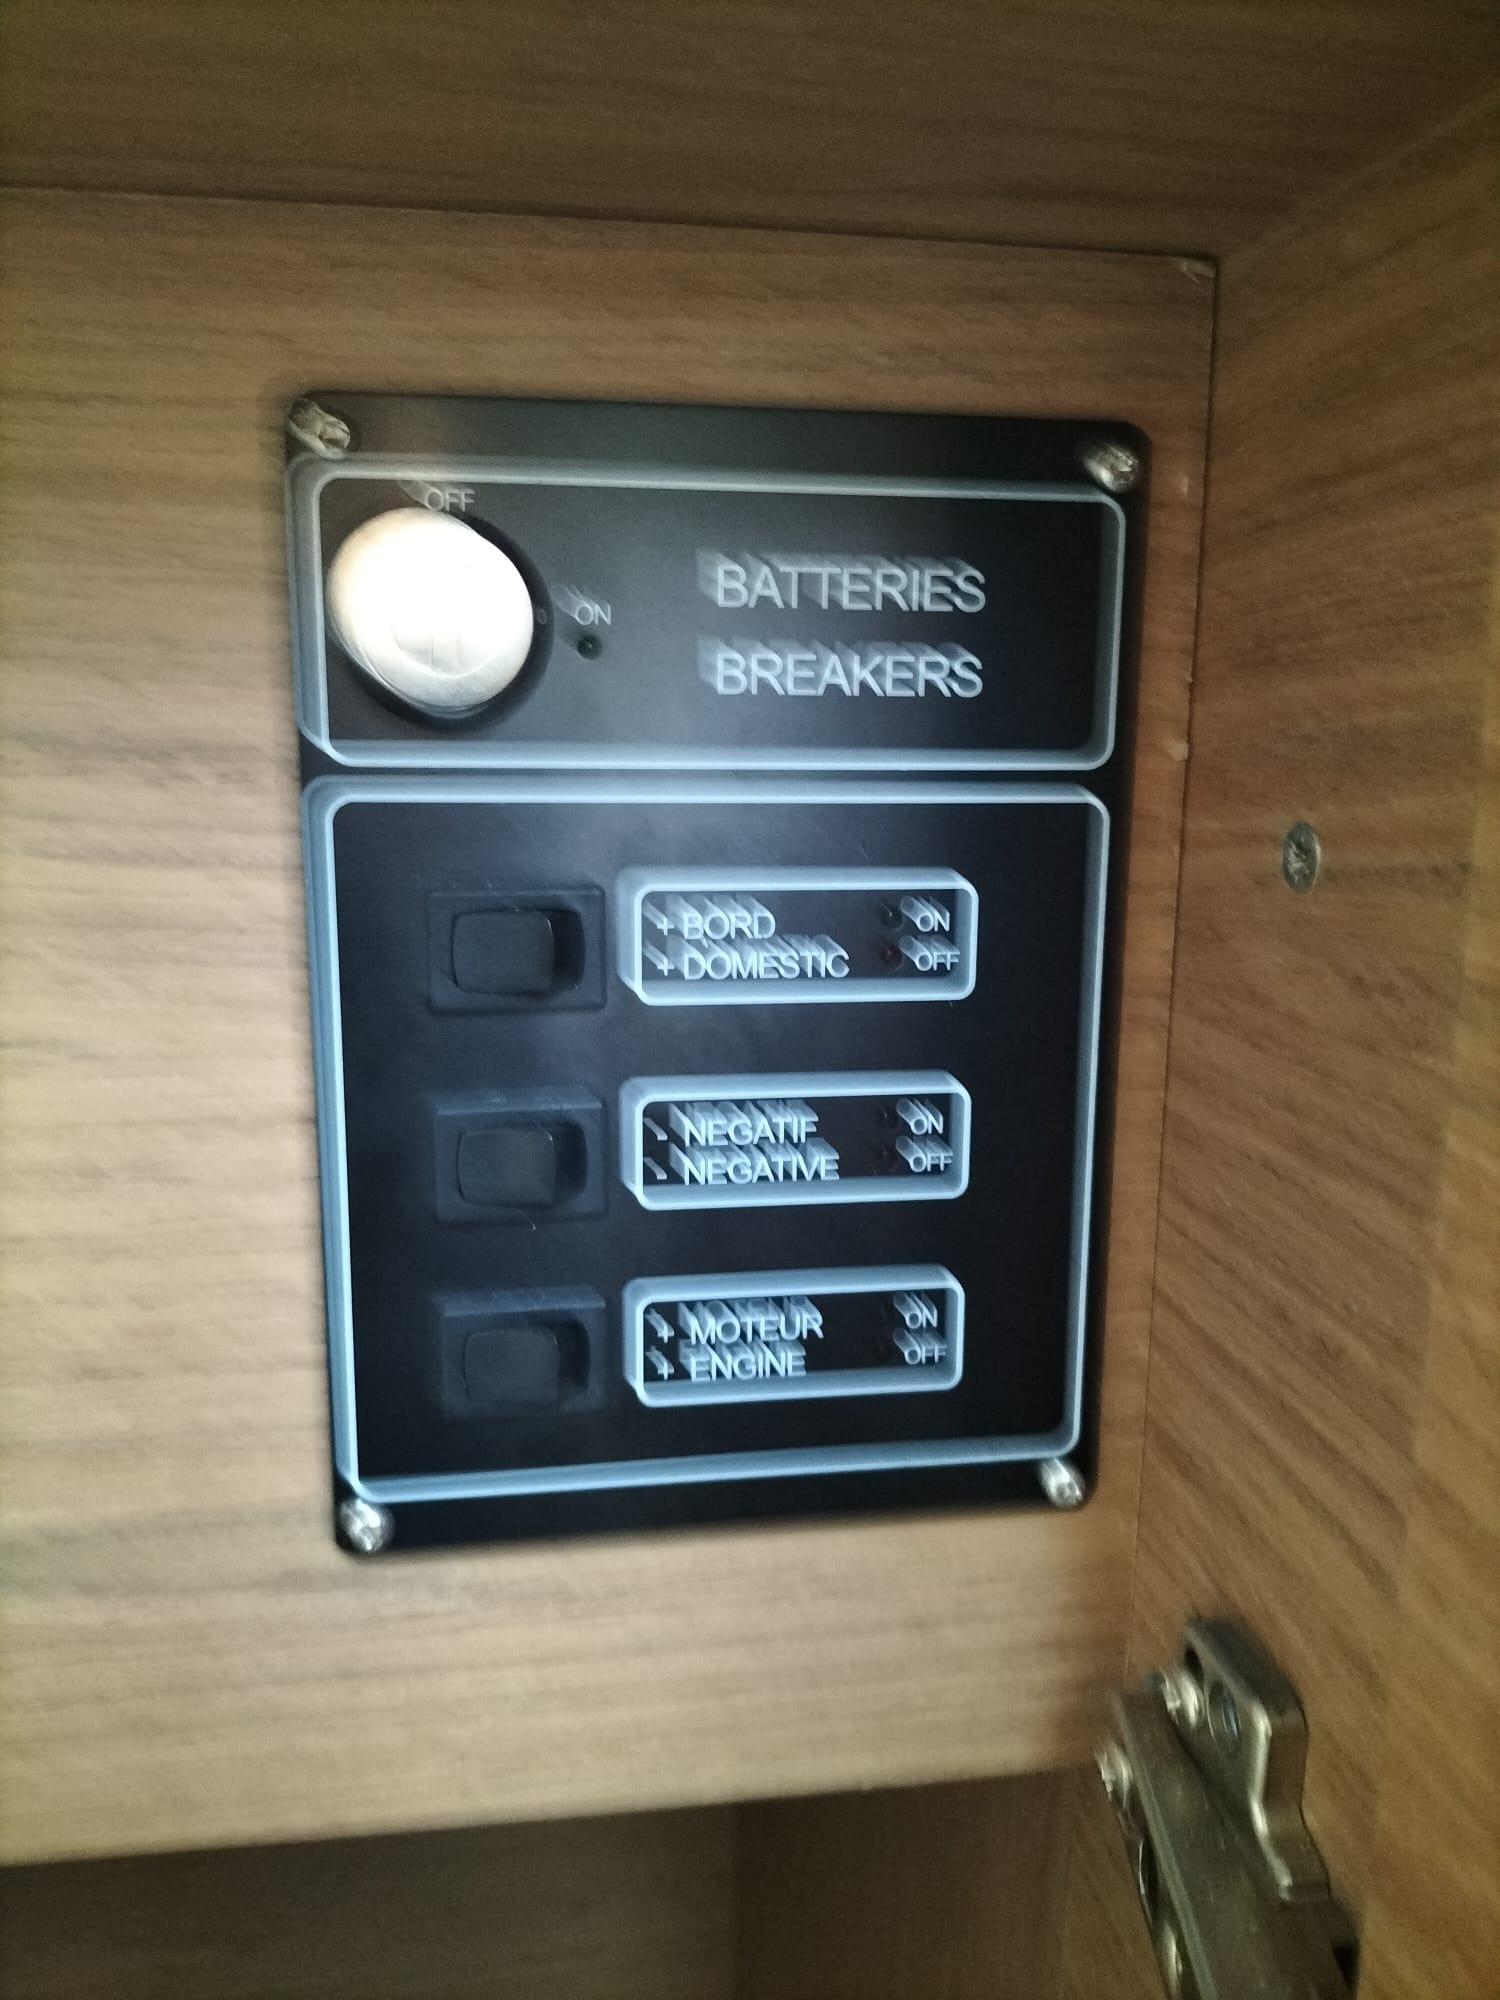 OFF
ON
BATTERIES
BREAKERS
+ BORD
+ DOMESTIC
ON
OFF
- NEGATIF
- NEGATIVE
ON
OFF
+ MOTEUR
+ ENGINE
ON
OFF